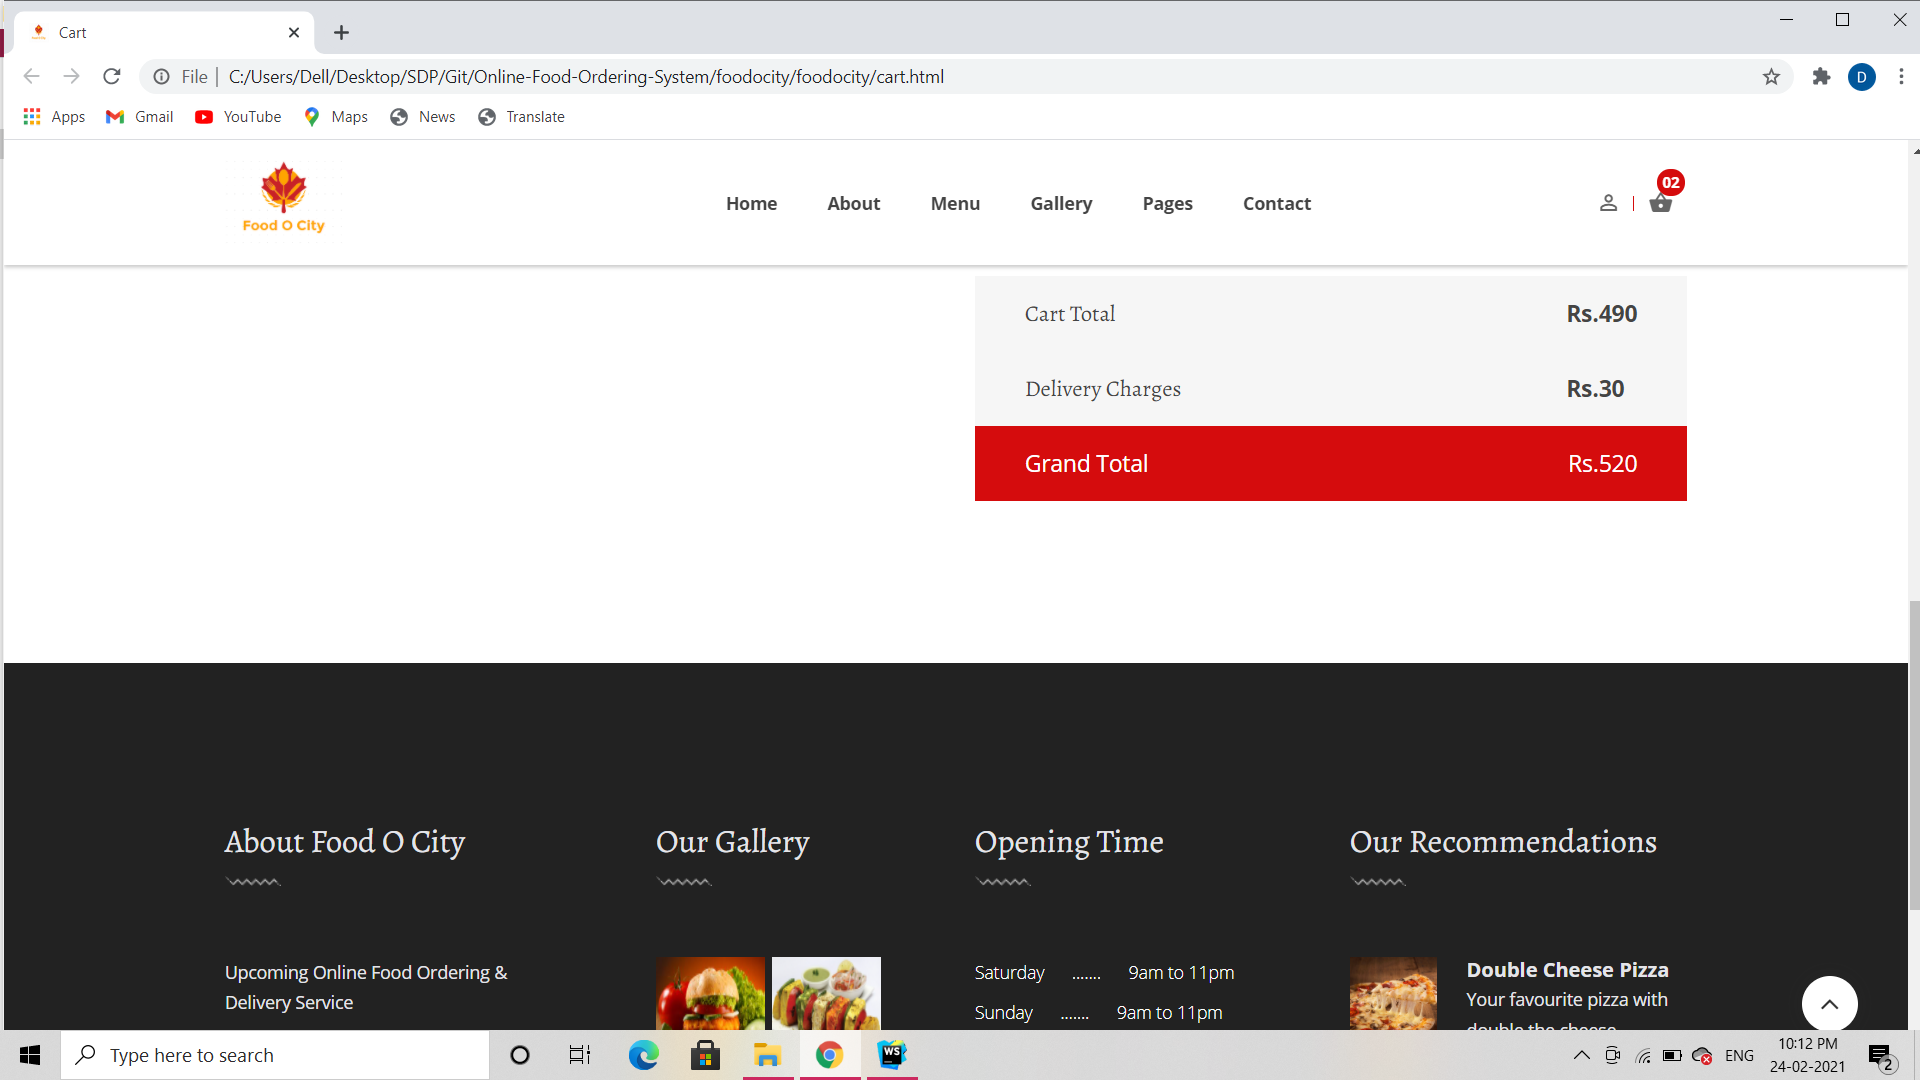 Cart
File | C:/Users/Dell/Desktop/SDP/Git/Online-Food-Ordering-System/foodocity/foodocity/cart.html
D
Apps Gmail YouTube Maps News Translate
Food O City
Home About Menu Gallery Pages Contact
02
Cart Total Rs.490
Delivery Charges Rs.30
Grand Total Rs.520
About Food O City
Upcoming Online Food Ordering &
Delivery Service
Our Gallery
Opening Time
Saturday ....... 9am to 11pm
Sunday ....... 9am to 11pm
Our Recommendations
Double Cheese Pizza
Your favourite pizza with
double the cheese
Type here to search
WS
ENG
10:12 PM
24-02-2021
2